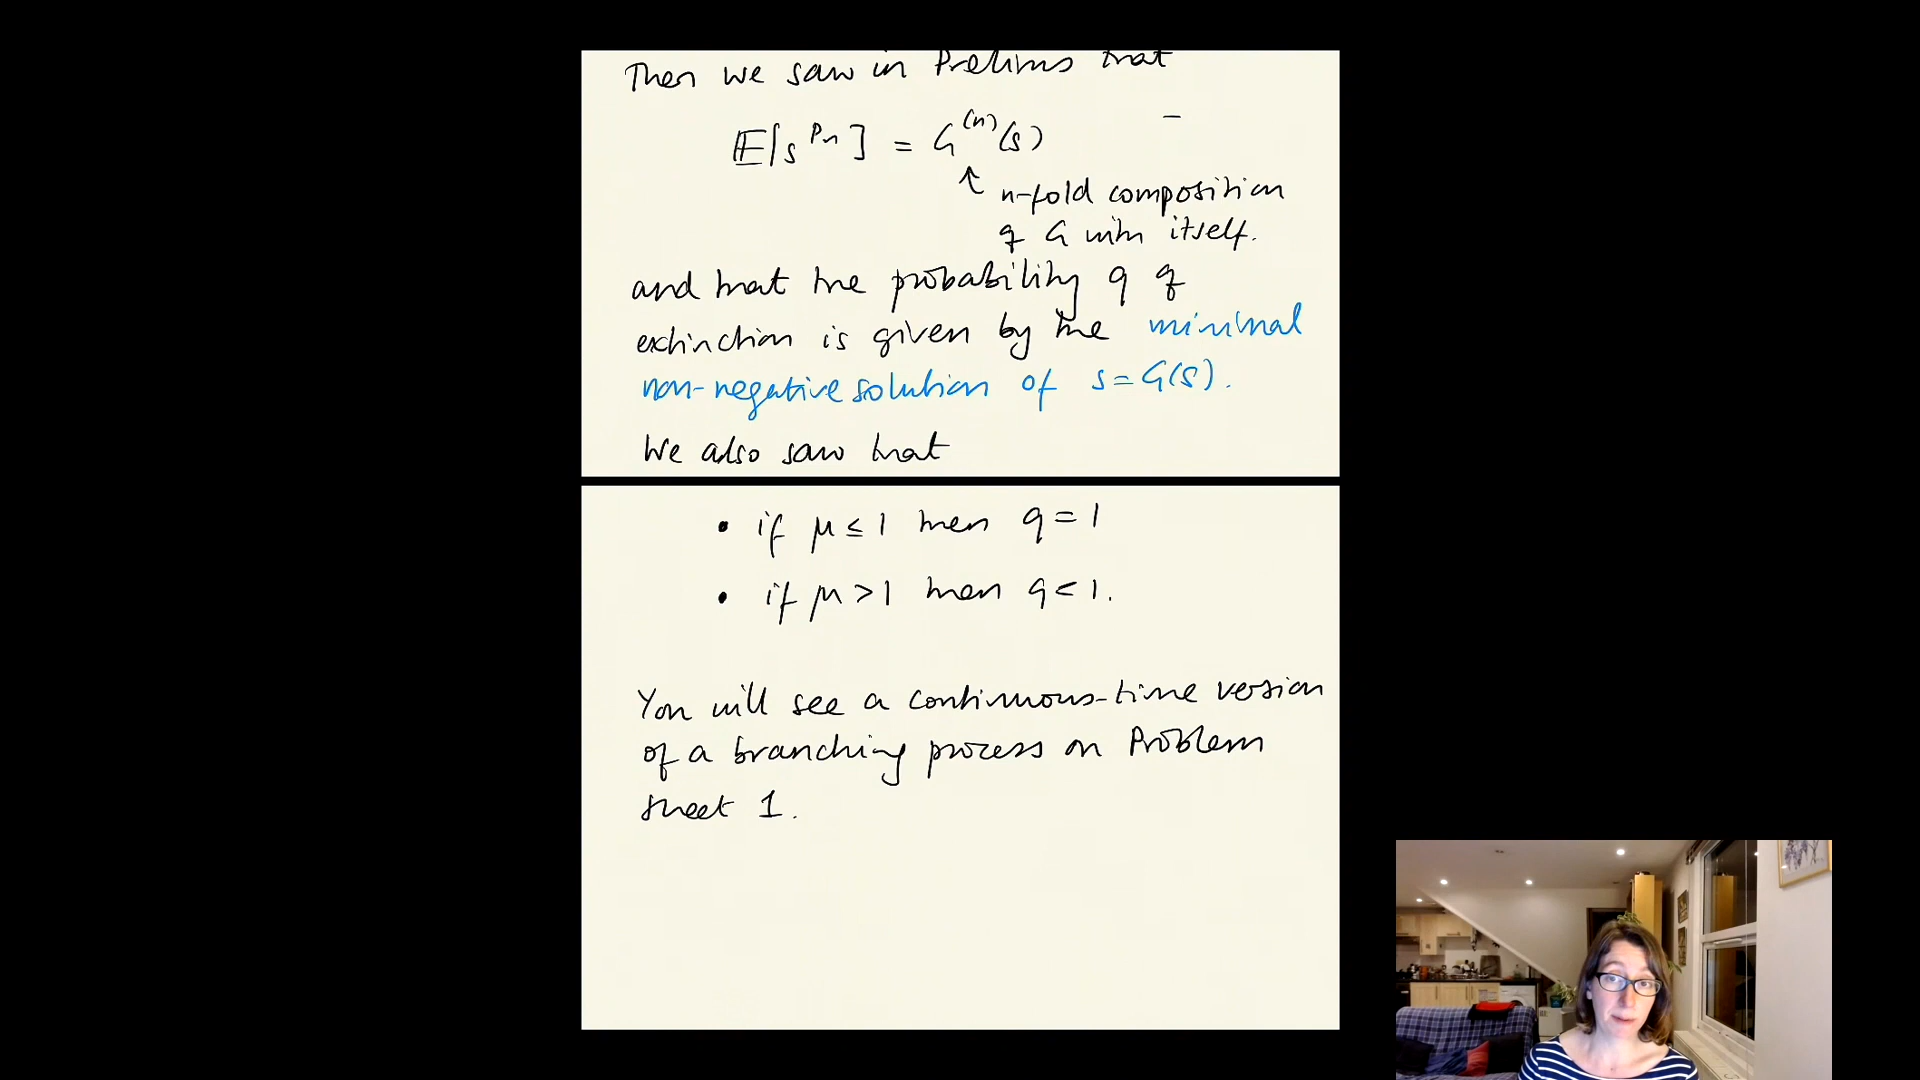 Then we saw in Prelims that
𝔼[s^{Pn}] = G^{(n)}(s)
↑ n-fold composition
of G with itself.
and that the probability q of
extinction is given by the minimal
non-negative solution of s = G(s).
We also saw that
• if μ ≤ 1 then q = 1
• if μ > 1 then q < 1.
You will see a continuous-time version
of a branching process on Problem
sheet 1.